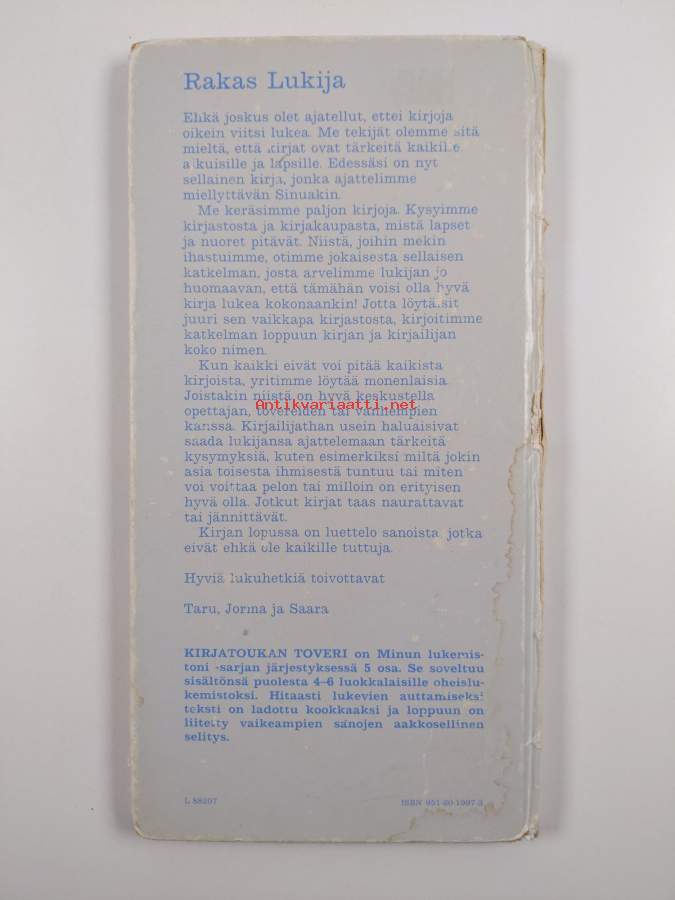 Rakas Lukija
Ehkä joskus olet ajatellut, ettei kirjoja
oikein viitsi lukea. Me tekijät olemme sitä
mieltä, että kirjat ovat tärkeitä kaikille
aikuisille ja lapsille. Edessäsi on nyt
sellainen kirja, jonka ajattelimme
miellyttävän Sinuakin.
Me keräsimme paljon kirjoja. Kysyimme
kirjastosta ja kirjakaupasta, mistä lapset
ja nuoret pitävät. Niistä, joihin mekin
ihastuimme, otimme jokaisesta sellaisen
katkelman, josta arvelimme lukijan jo
huomaavan, että tämähän voisi olla hyvä
kirja lukea kokonaankin! Jotta löytäisit
juuri sen vaikkapa kirjastosta, kirjoitimme
katkelman loppuun kirjan ja kirjailijan
koko nimen.
Kun kaikki eivät voi pitää kaikista
kirjoista, yritimme löytää monenlaisia.
Joistakin niistä on hyvä keskustella
Antikvariaatti.net
opettajan, tovereiden tai vanhempien
kanssa. Kirjailijathan usein haluaisivat
saada lukijansa ajattelemaan tärkeitä
kysymyksiä, kuten esimerkiksi miltä jokin
asia toisesta ihmisestä tuntuu tai miten
voi voittaa pelon tai milloin on erityisen
hyvä olla. Jotkut kirjat taas naurattavat
tai jännittävät.
Kirjan lopussa on luettelo sanoista, jotka
eivät ehkä ole kaikille tuttuja.
Hyviä lukuhetkiä toivottavat
Taru, Jorma ja Saara
KIRJATOUKAN TOVERI on Minun lukemis-
toni -sarjan järjestyksessä 5 osa. Se soveltuu
sisältönsä puolesta 4–6 luokkalaisille oheislu-
kemistoksi. Hitaasti lukevien auttamiseksi
teksti on ladottu kookkaaksi ja loppuun on
liitetty vaikeampien sanojen aakkosellinen
selitys.
L 88207
ISBN 951-30-1997-3